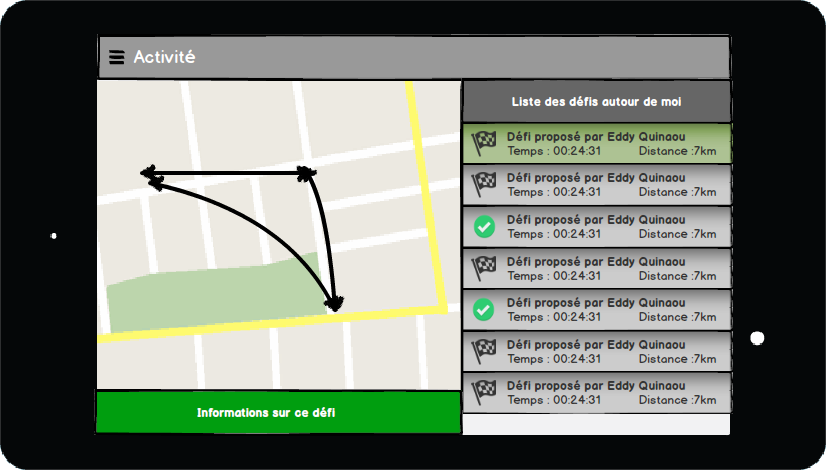 Activité
Liste des défis autour de moi
Défi proposé par Eddy Quinaou
Temps : 00:24:31 Distance :7km
Défi proposé par Eddy Quinaou
Temps : 00:24:31 Distance :7km
Défi proposé par Eddy Quinaou
Temps : 00:24:31 Distance :7km
Défi proposé par Eddy Quinaou
Temps : 00:24:31 Distance :7km
Défi proposé par Eddy Quinaou
Temps : 00:24:31 Distance :7km
Défi proposé par Eddy Quinaou
Temps : 00:24:31 Distance :7km
Défi proposé par Eddy Quinaou
Temps : 00:24:31 Distance :7km
Informations sur ce défi